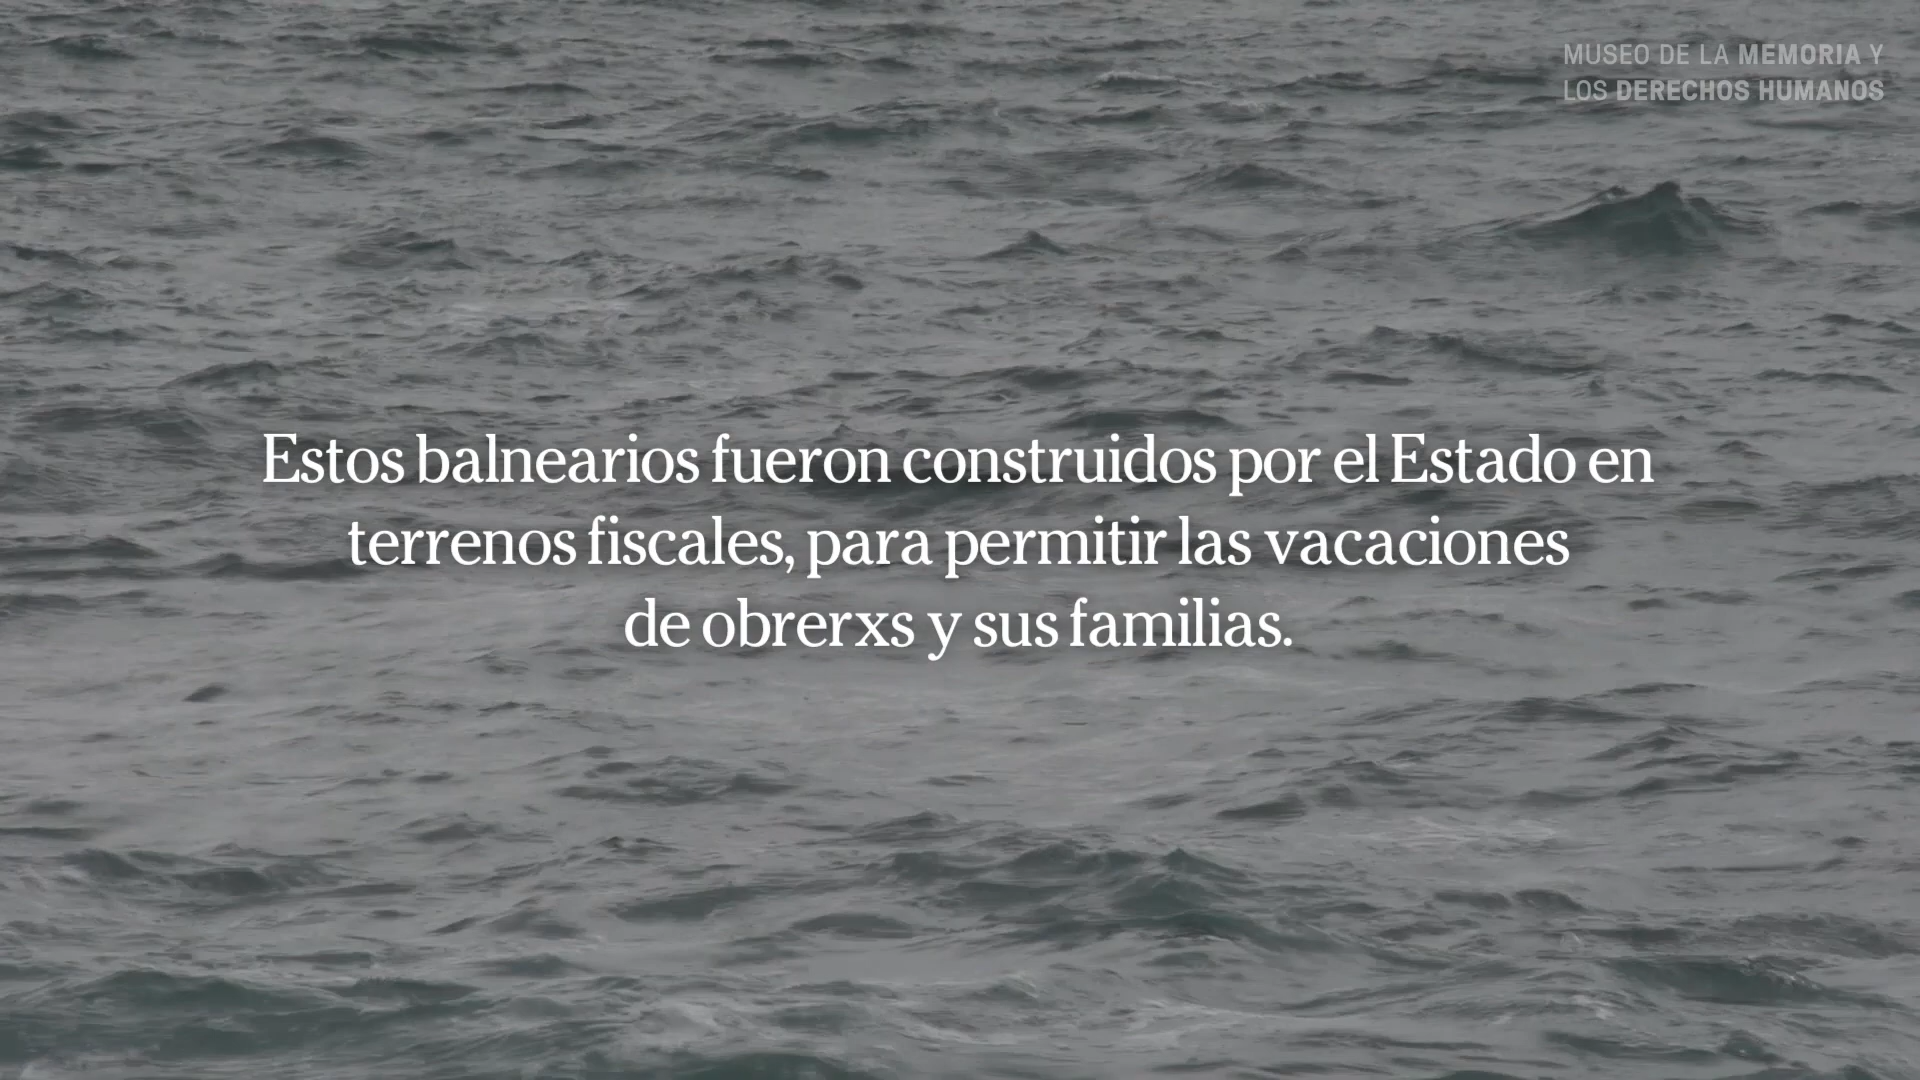 MUSEO DE LA MEMORIA Y
LOS DERECHOS HUMANOS
Estos balnearios fueron construidos por el Estado en
terrenos fiscales, para permitir las vacaciones
de obrerxs y sus familias.